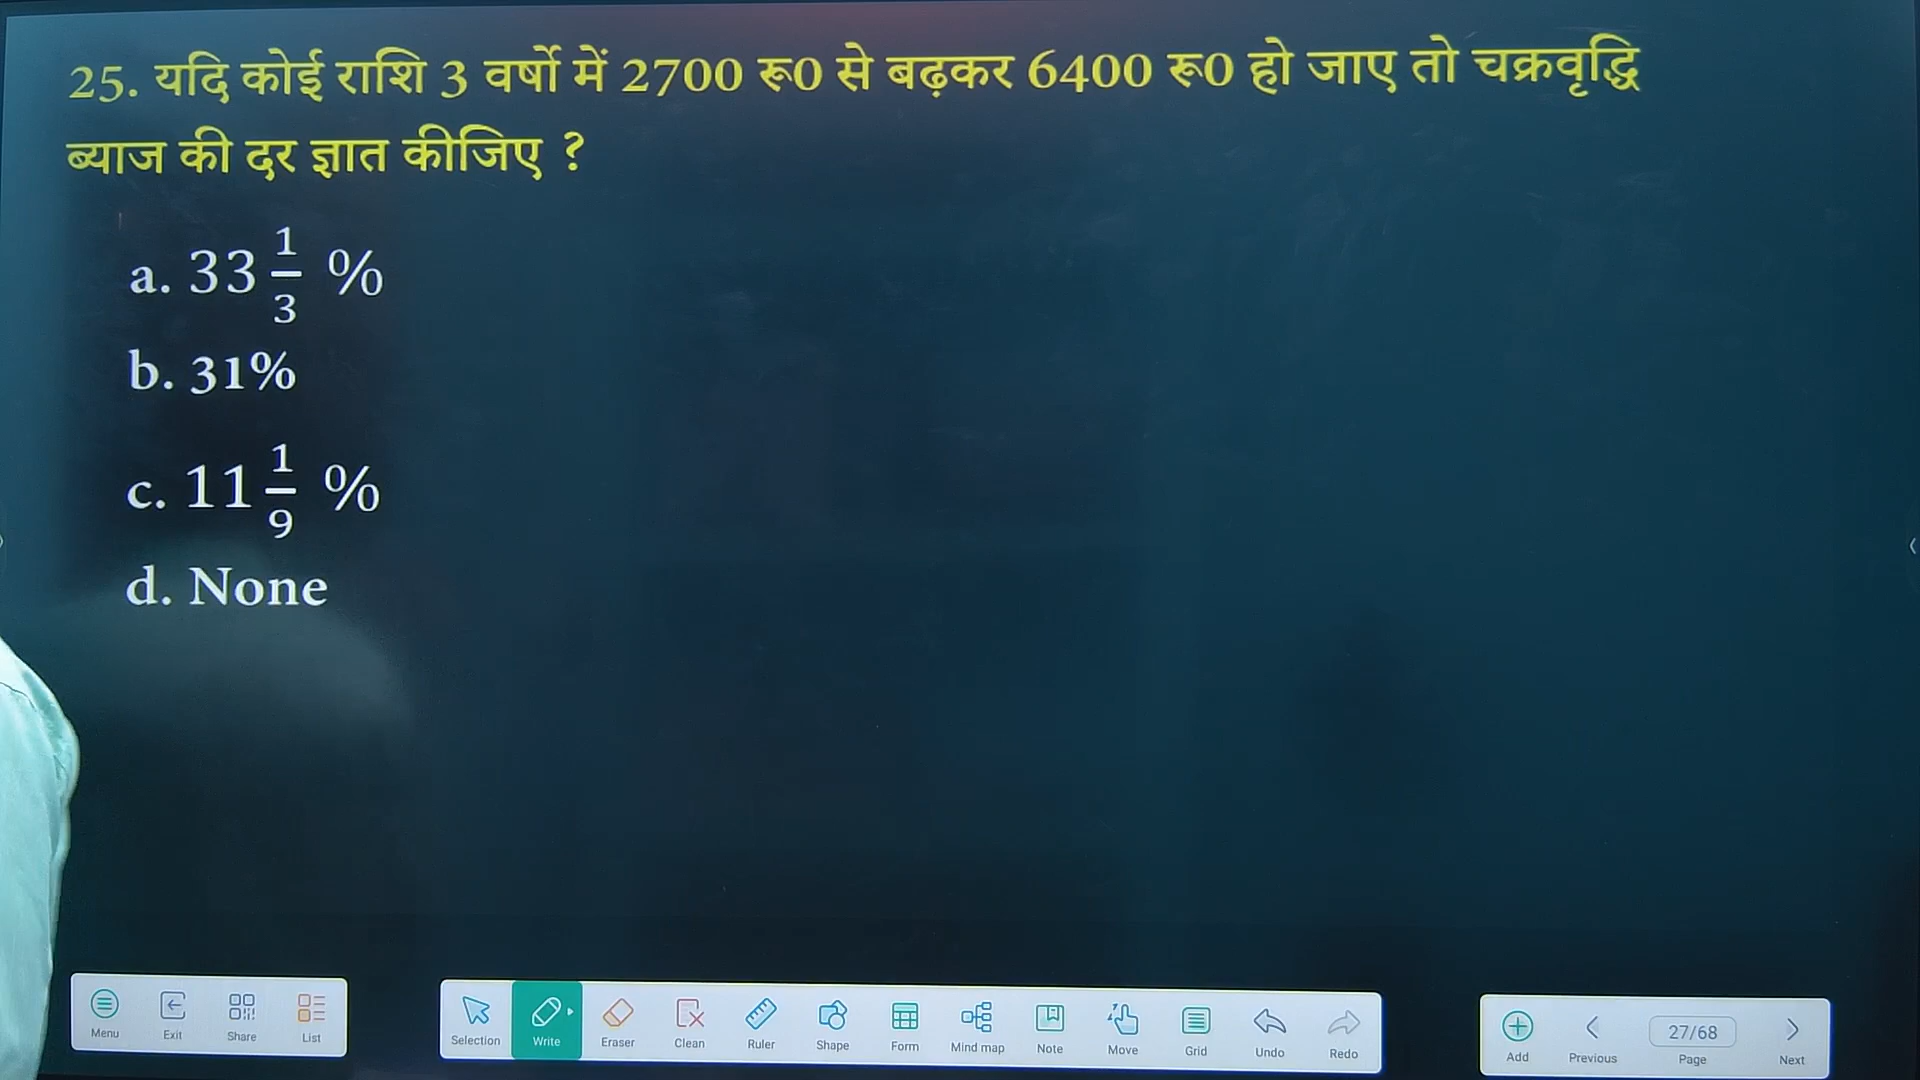 25. यदि कोई राशि 3 वर्षो में 2700 रू0 से बढ़कर 6400 रू0 हो जाए तो चक्रवृद्धि
ब्याज की दर ज्ञात कीजिए ?
a. 33 1/3 %
b. 31%
c. 11 1/9 %
d. None
Menu Exit Share List Selection Write Eraser Clean Ruler Shape Form Mind map Note Move Grid Undo Redo Add Previous 27/68 Page Next